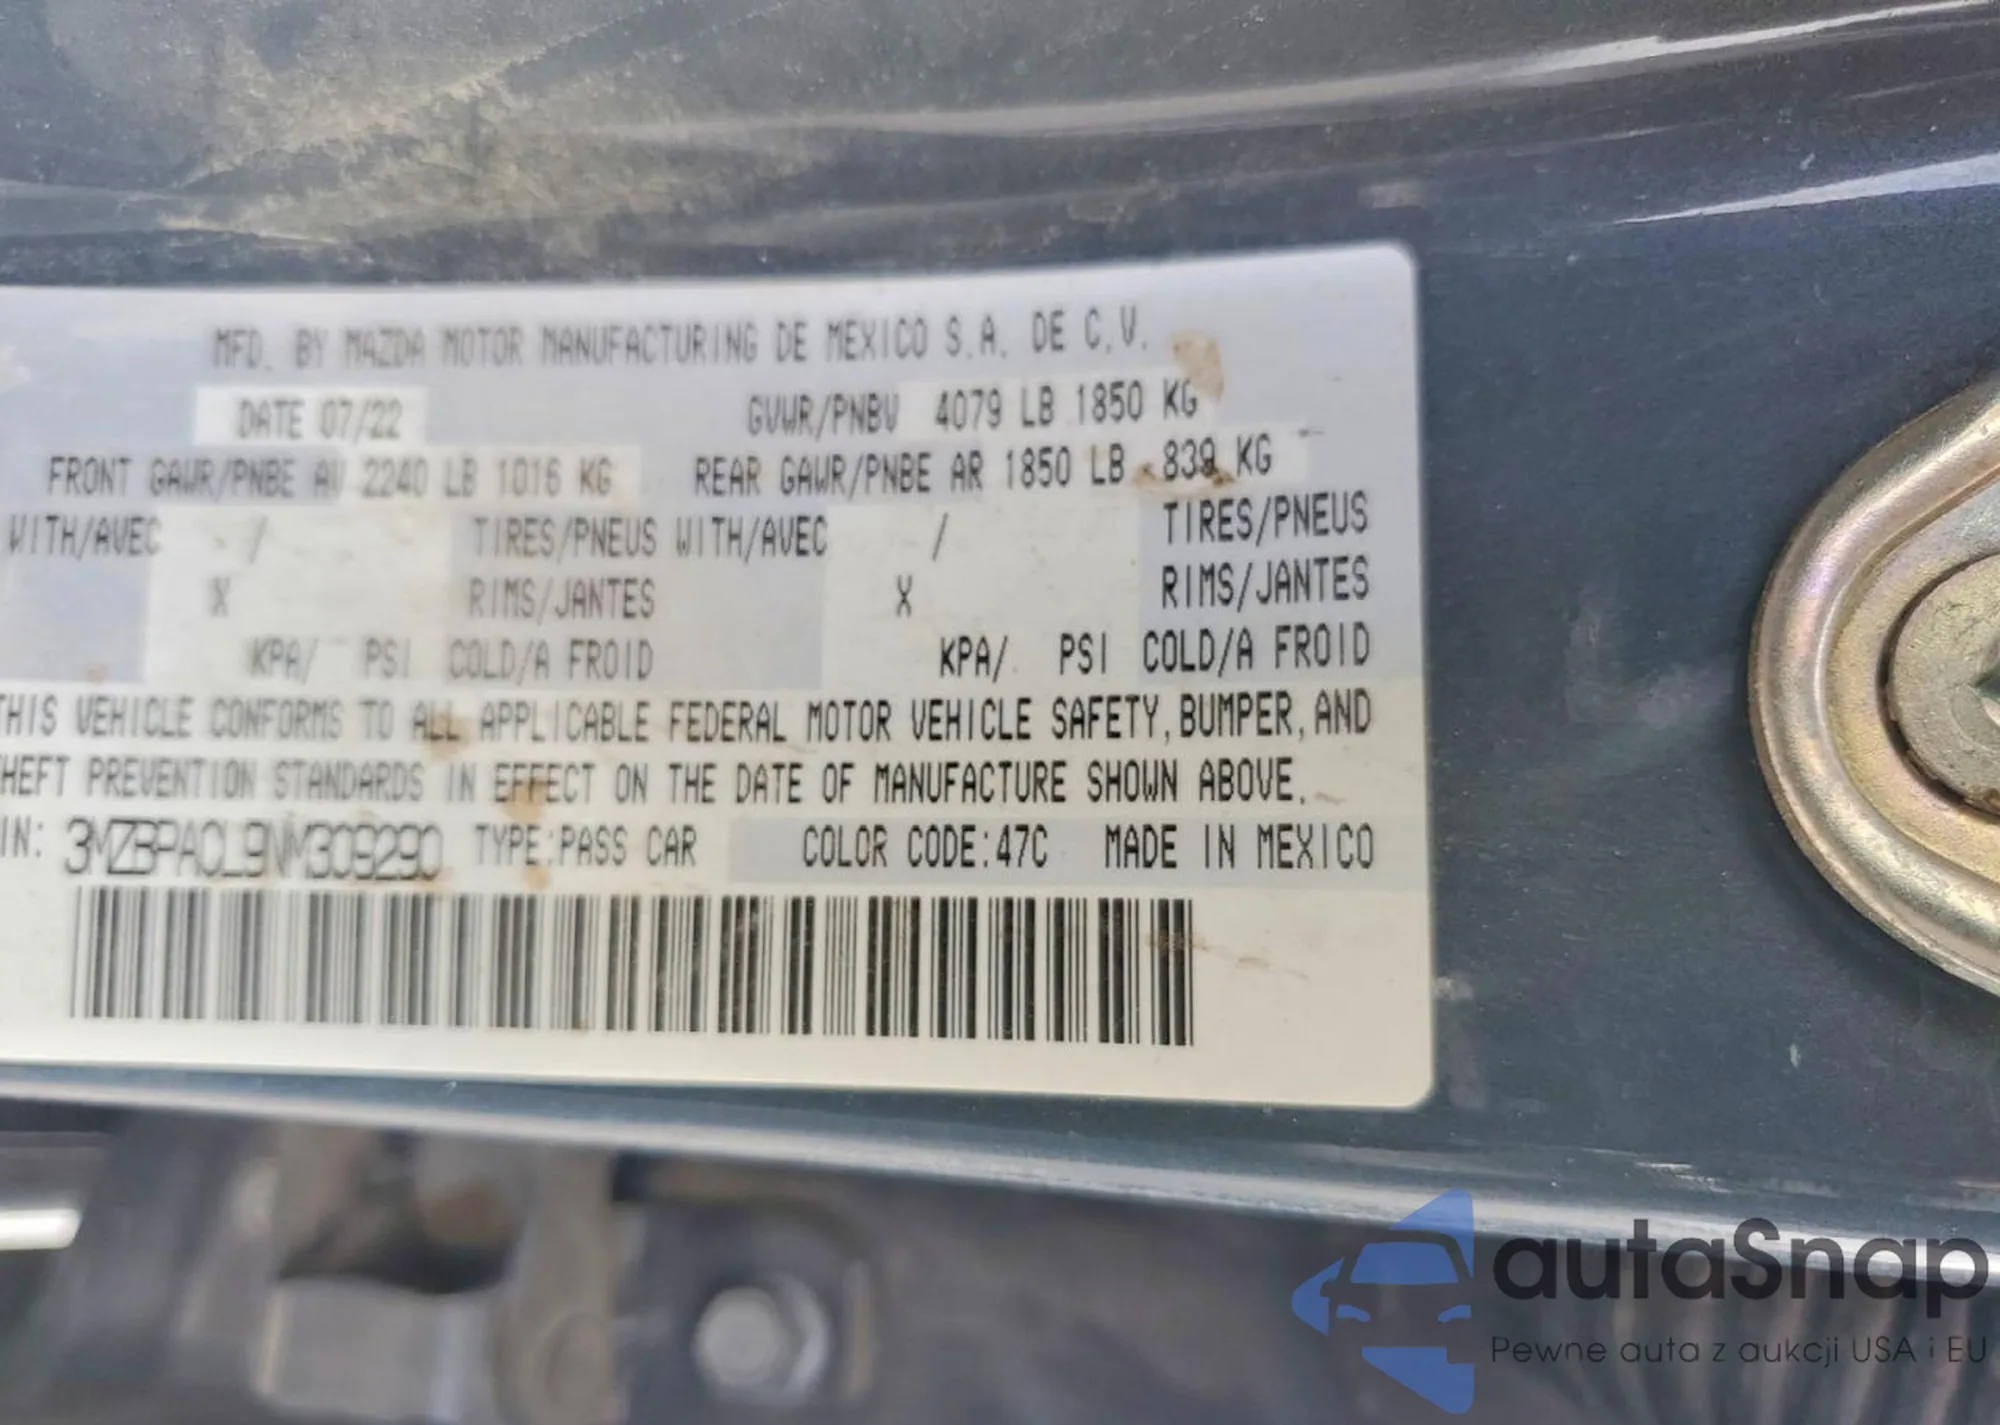 MFD. BY MAZDA MOTOR MANUFACTURING DE MEXICO S.A. DE C.V.
DATE 07/22 GVWR/PNBV 4079 LB 1850 KG
FRONT GAWR/PNBE AV 2240 LB 1016 KG REAR GAWR/PNBE AR 1850 LB 839 KG
WITH/AVEC / TIRES/PNEUS WITH/AVEC / TIRES/PNEUS
X RIMS/JANTES X RIMS/JANTES
KPA/ PSI COLD/A FROID KPA/ PSI COLD/A FROID
THIS VEHICLE CONFORMS TO ALL APPLICABLE FEDERAL MOTOR VEHICLE SAFETY, BUMPER, AND
HEFT PREVENTION STANDARDS IN EFFECT ON THE DATE OF MANUFACTURE SHOWN ABOVE.
IN: 3MZBPACL9NM309290 TYPE:PASS CAR COLOR CODE:47C MADE IN MEXICO
autaSnap
Pewne auta z aukcji USA i EU